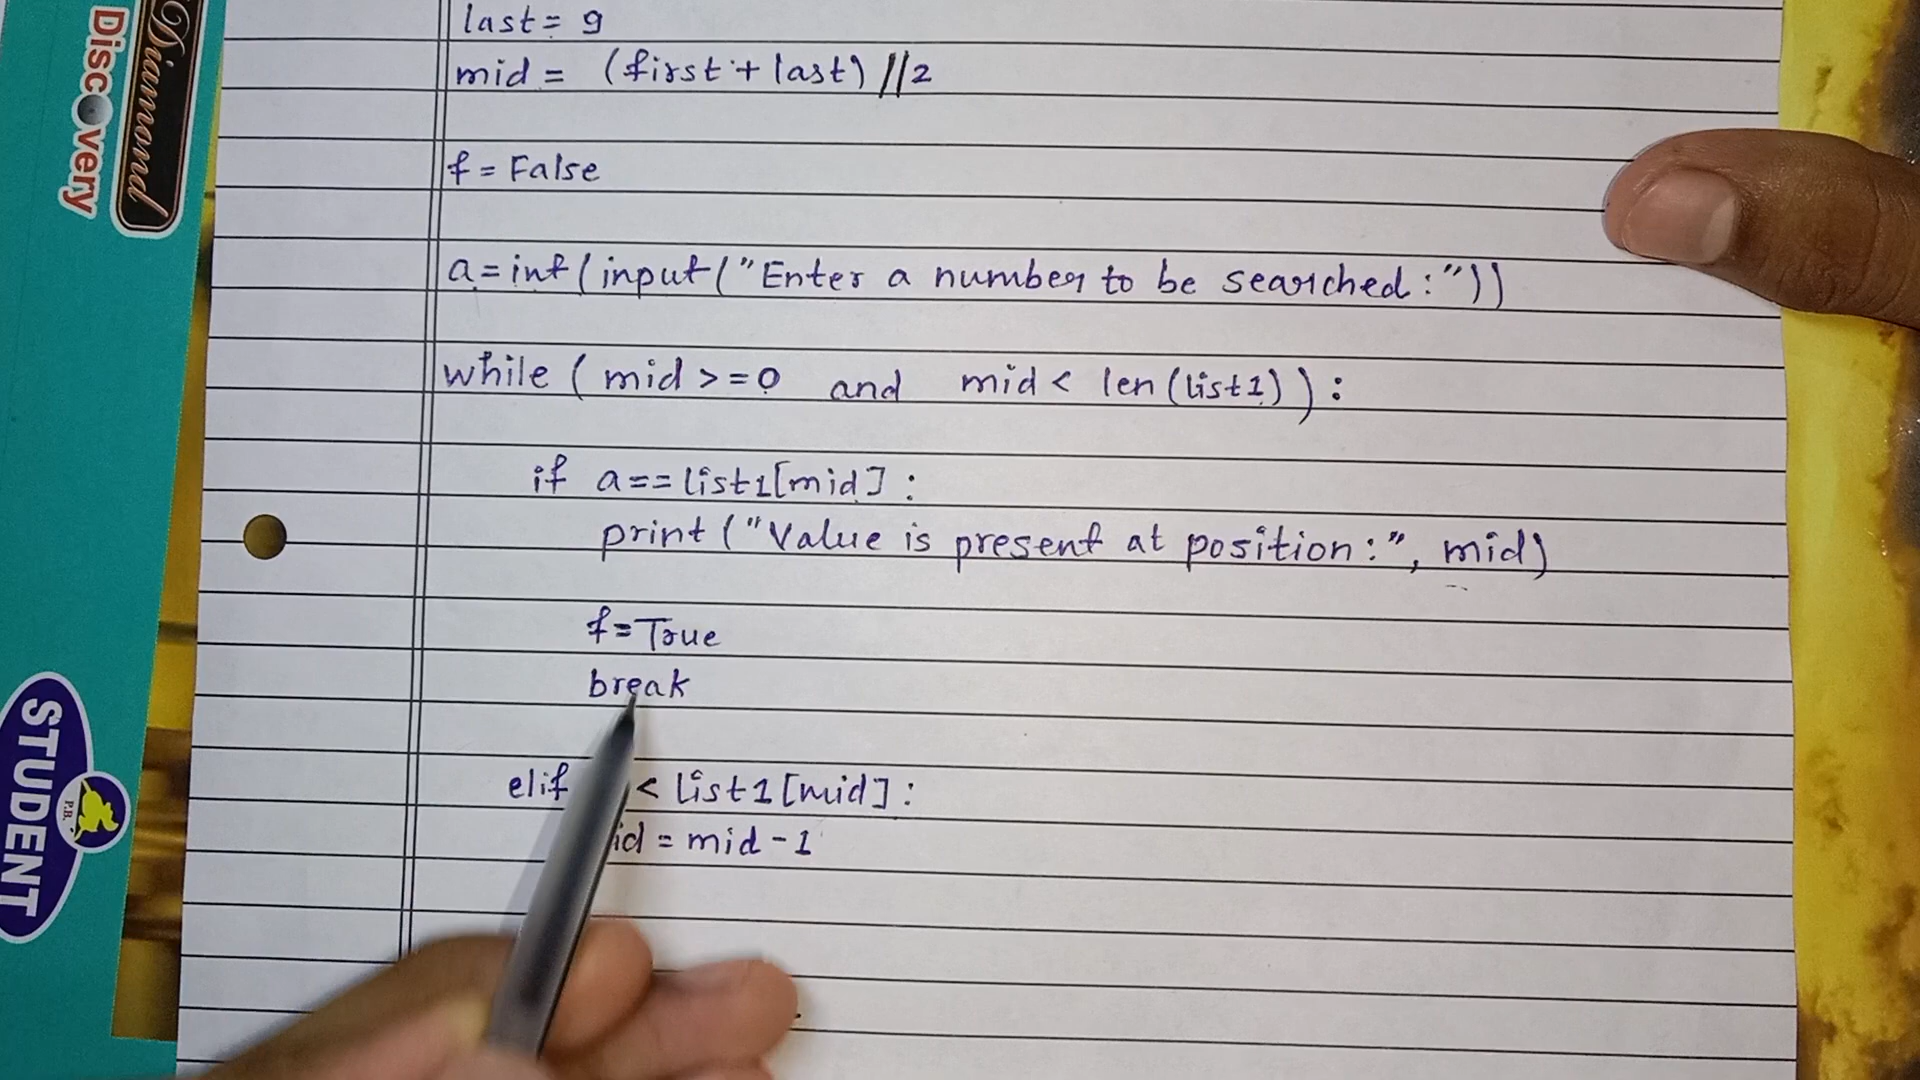 last = 9
mid = (first + last) //2
f = False
a = int(input("Enter a number to be searched:"))
while ( mid >= 0 and mid < len(list1)):
if a == list1[mid]:
print("Value is present at position:", mid)
f = True
break
elif < list1[mid]:
= mid - 1
Diamond
Discovery
STUDENT
P.B.